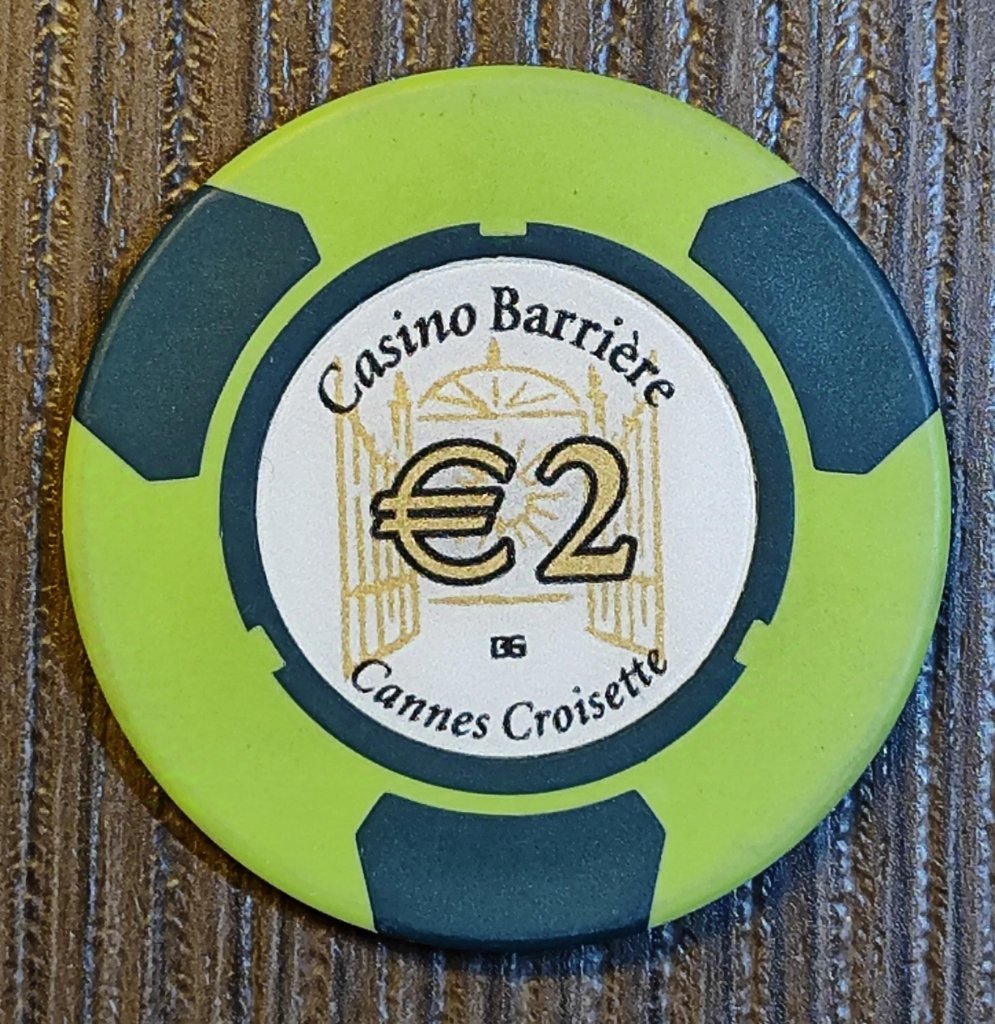 Casino Barrière
€2
BG
Cannes Croisette